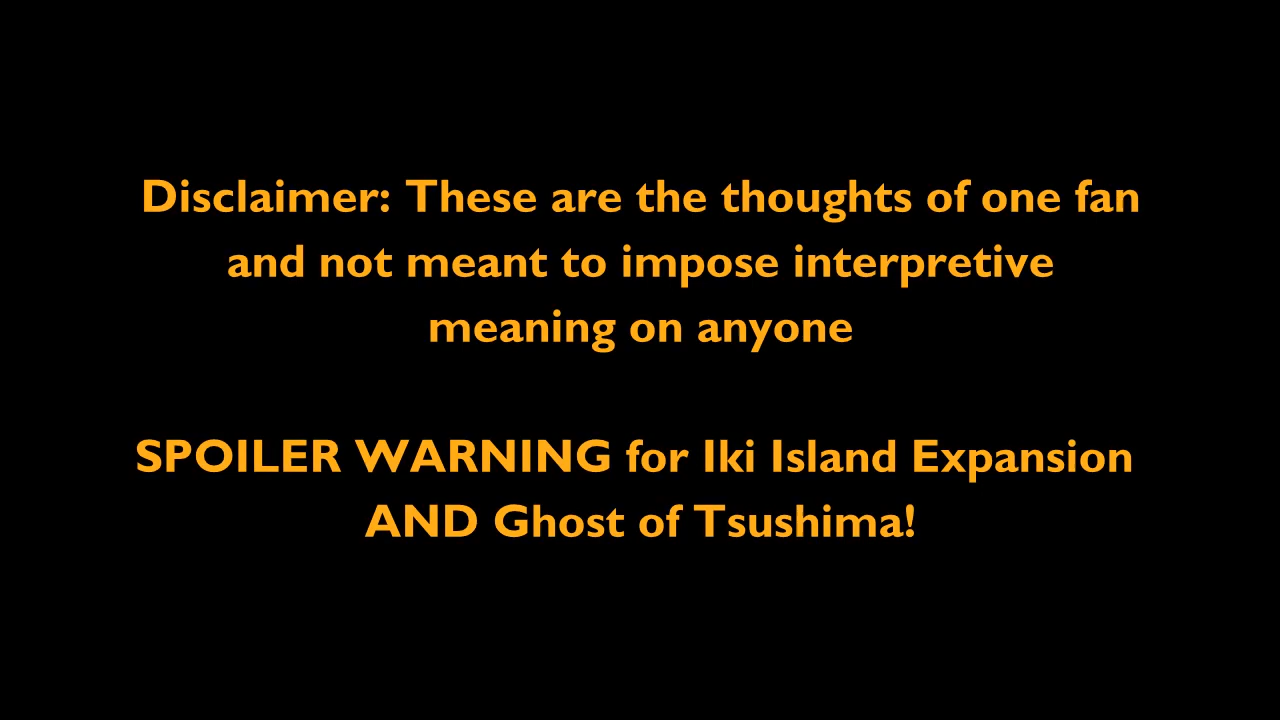 Disclaimer: These are the thoughts of one fan
and not meant to impose interpretive
meaning on anyone
SPOILER WARNING for Iki Island Expansion
AND Ghost of Tsushima!